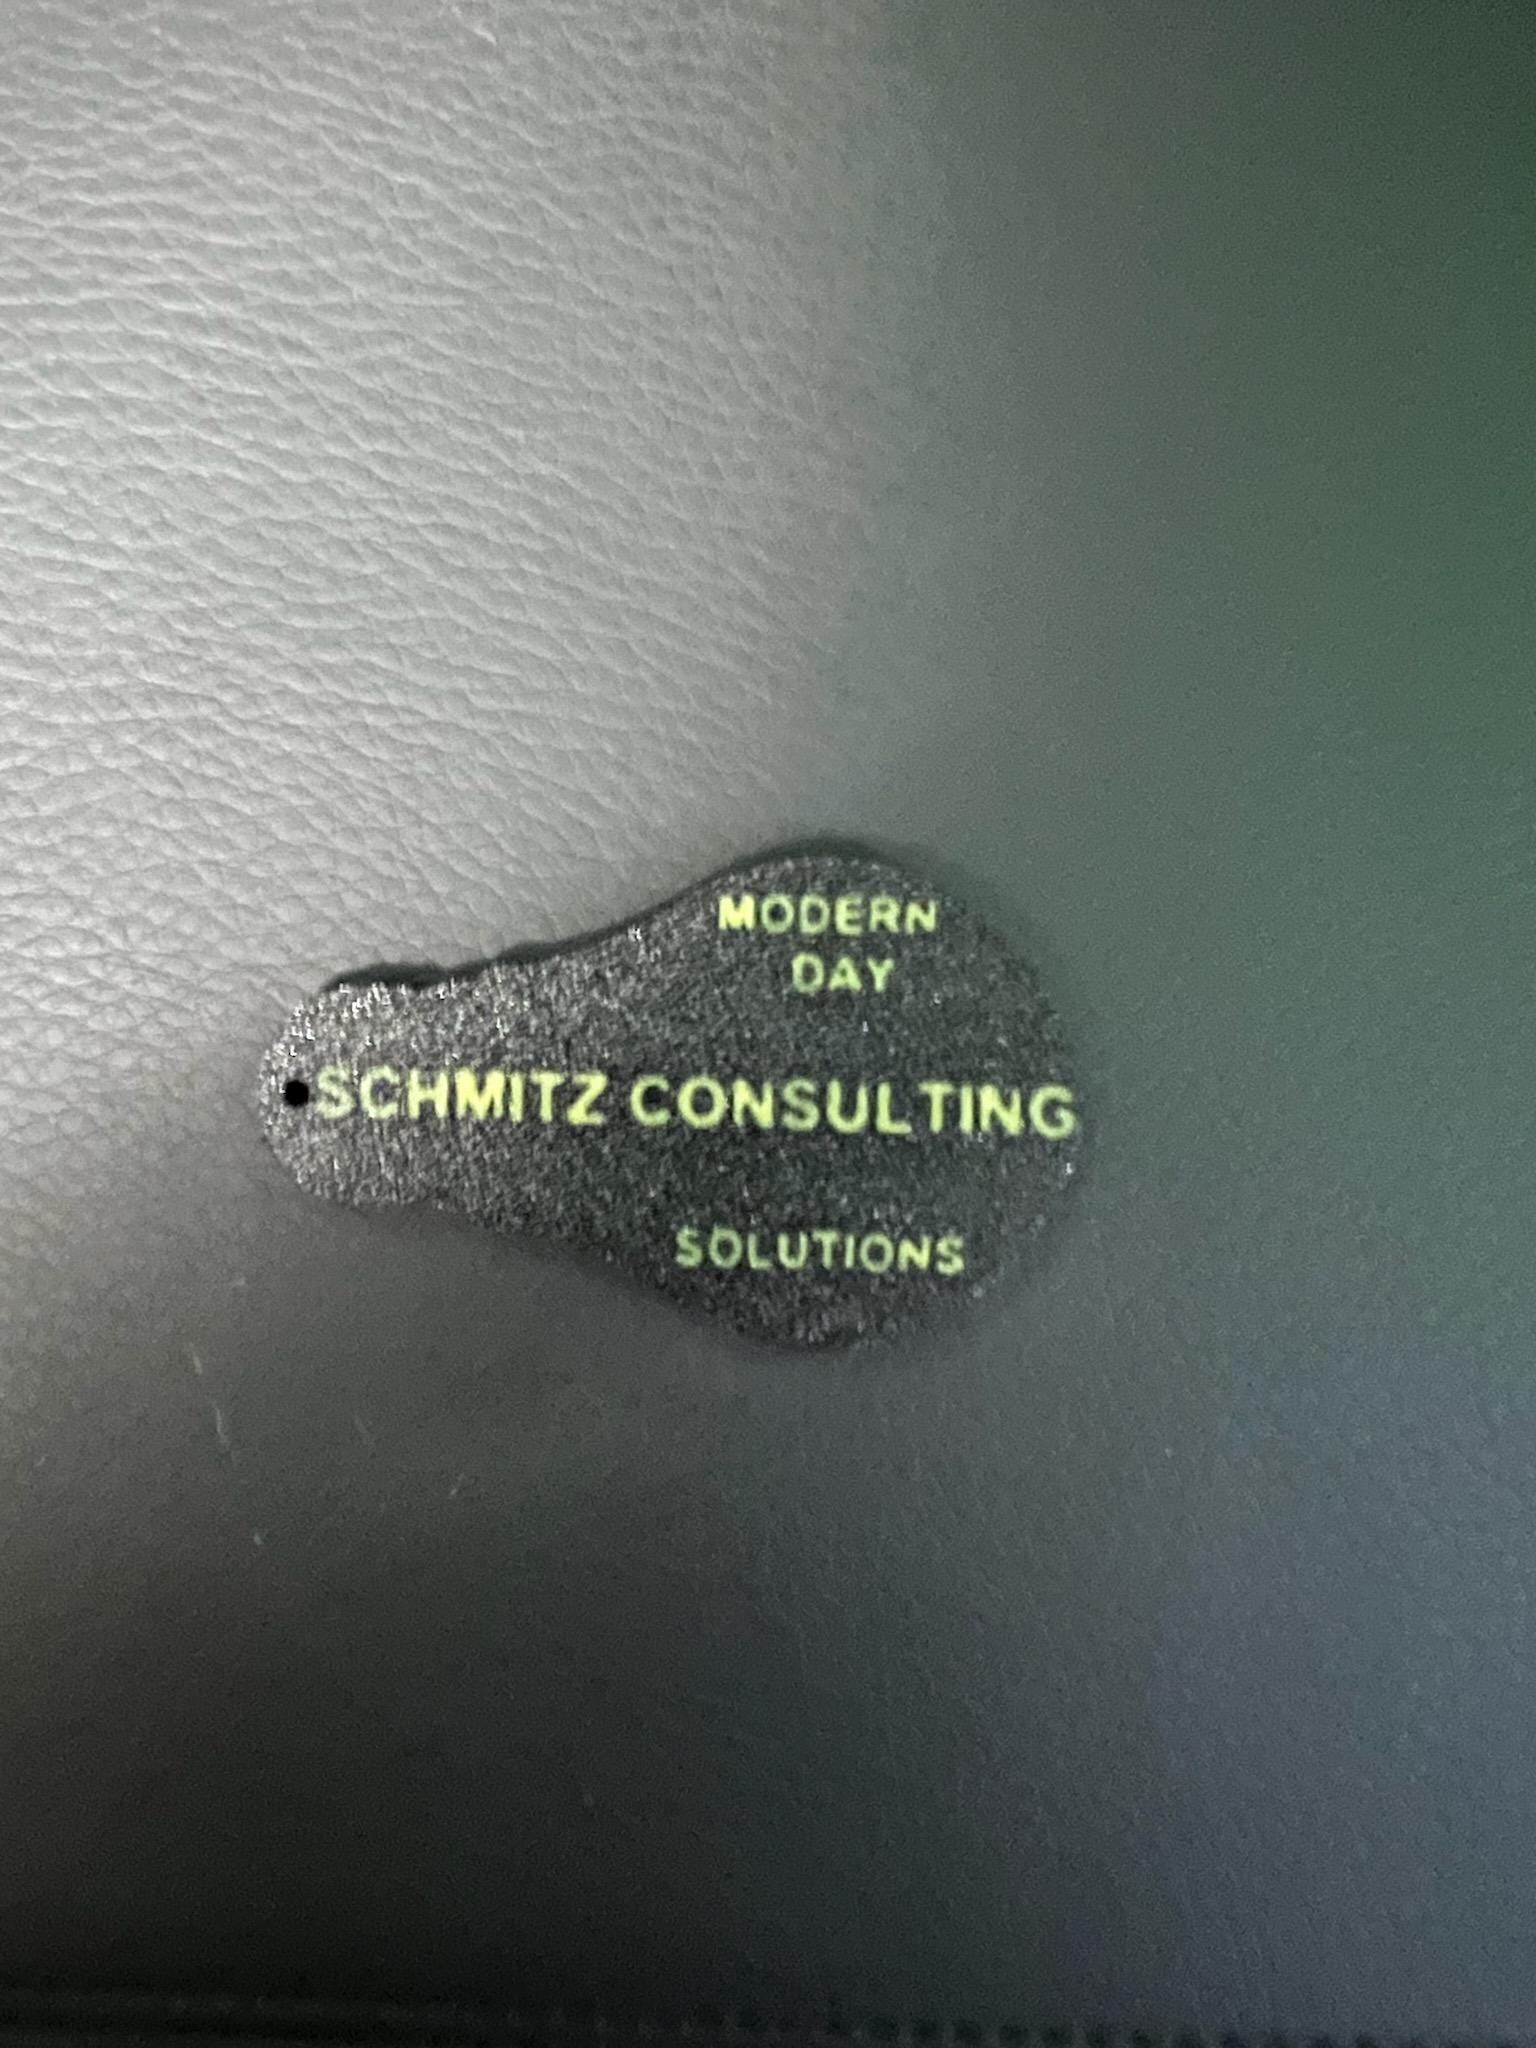 MODERN
DAY
SCHMITZ CONSULTING
SOLUTIONS